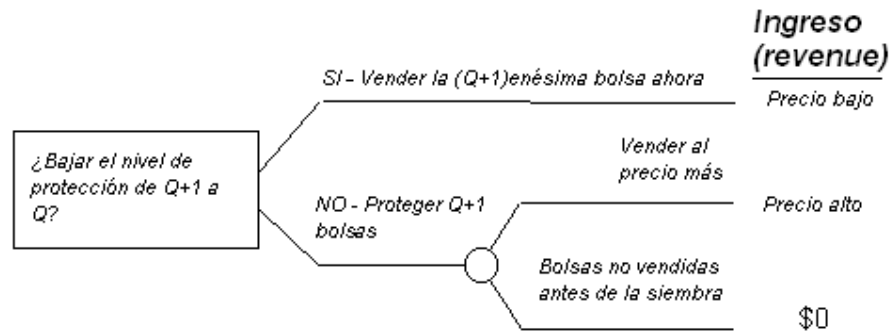 Ingreso
(revenue)
SI - Vender la (Q+1)enésima bolsa ahora
Precio bajo
¿Bajar el nivel de
protección de Q+1 a
Q?
Vender al
precio más
NO - Proteger Q+1
bolsas
Precio alto
Bolsas no vendidas
antes de la siembra
$0